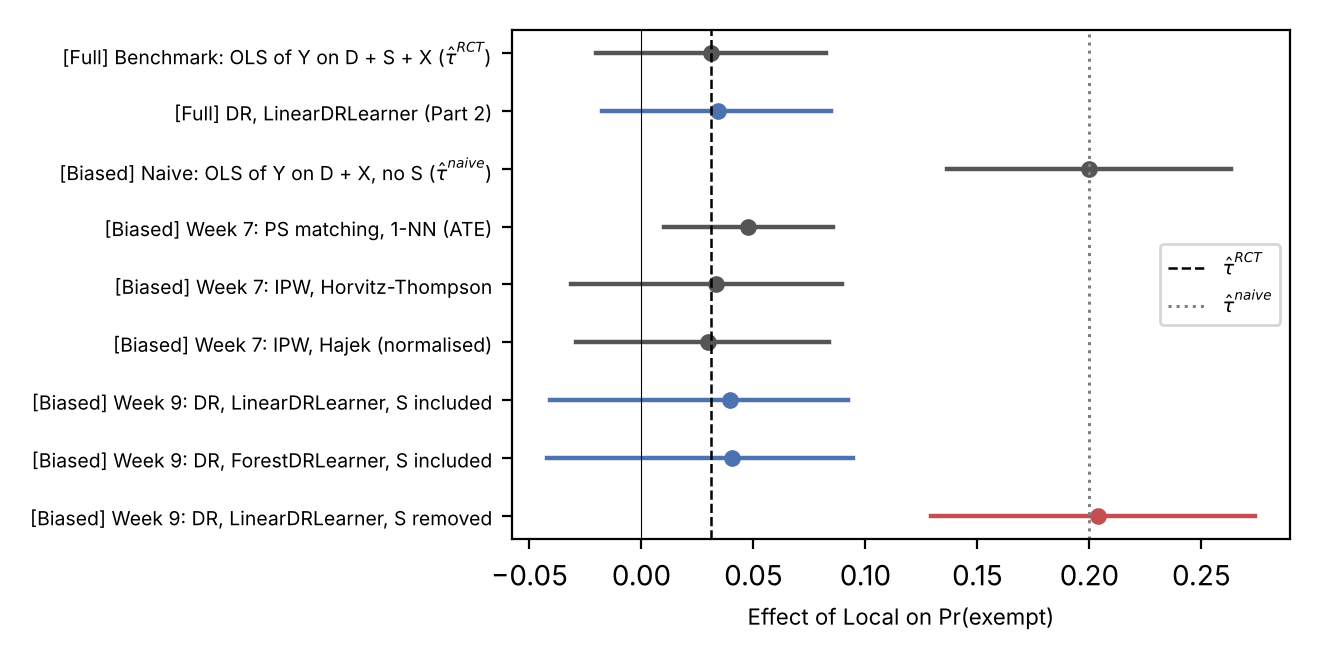 [Full] Benchmark: OLS of Y on D + S + X (τ̂^RCT)
[Full] DR, LinearDRLearner (Part 2)
[Biased] Naive: OLS of Y on D + X, no S (τ̂^naive)
[Biased] Week 7: PS matching, 1-NN (ATE)
[Biased] Week 7: IPW, Horvitz-Thompson
[Biased] Week 7: IPW, Hajek (normalised)
[Biased] Week 9: DR, LinearDRLearner, S included
[Biased] Week 9: DR, ForestDRLearner, S included
[Biased] Week 9: DR, LinearDRLearner, S removed
τ̂^RCT
τ̂^naive
−0.05 0.00 0.05 0.10 0.15 0.20 0.25
Effect of Local on Pr(exempt)